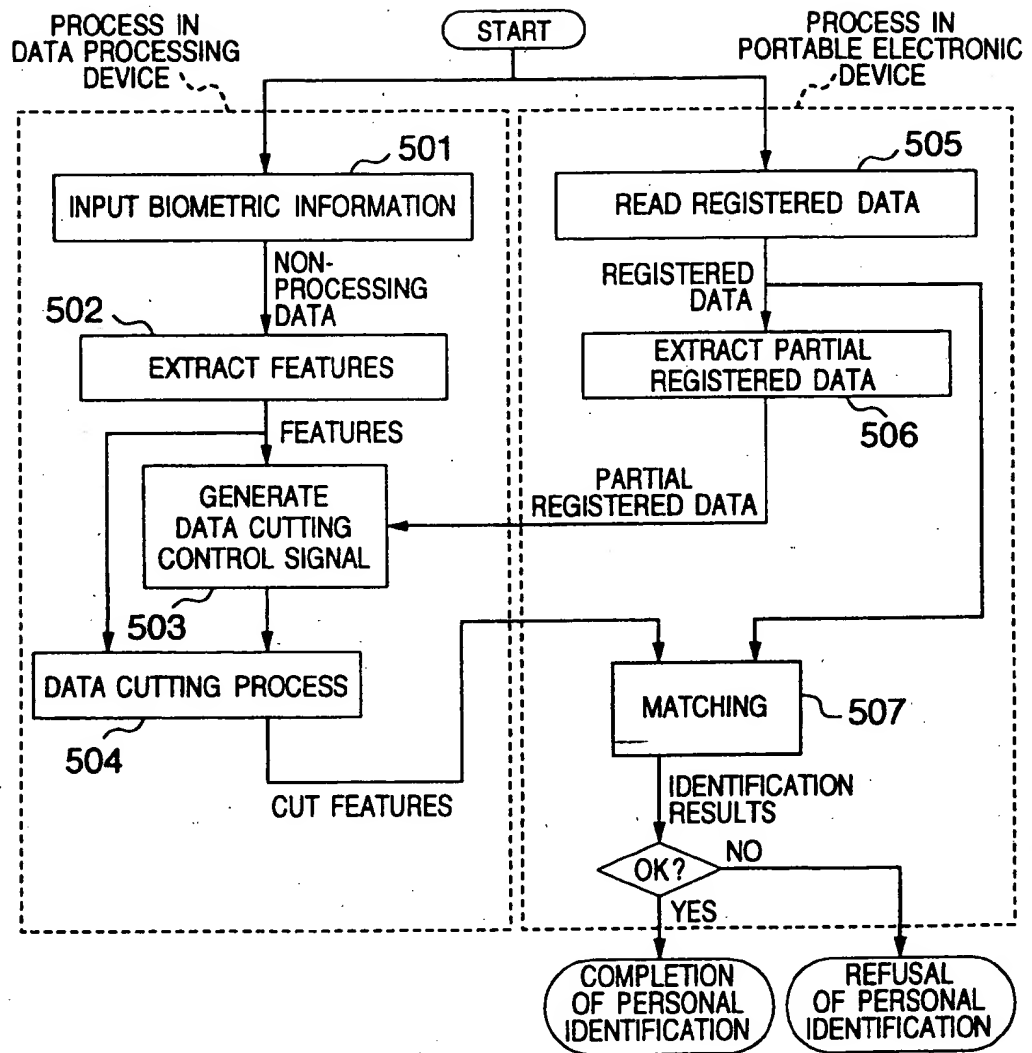 PROCESS IN
DATA PROCESSING
DEVICE
START
PROCESS IN
PORTABLE ELECTRONIC
DEVICE
501
INPUT BIOMETRIC INFORMATION
NON-
PROCESSING
DATA
502
EXTRACT FEATURES
FEATURES
GENERATE
DATA CUTTING
CONTROL SIGNAL
503
DATA CUTTING PROCESS
504
CUT FEATURES
505
READ REGISTERED DATA
REGISTERED
DATA
EXTRACT PARTIAL
REGISTERED DATA
506
PARTIAL
REGISTERED DATA
MATCHING
507
IDENTIFICATION
RESULTS
OK?
NO
YES
COMPLETION
OF PERSONAL
IDENTIFICATION
REFUSAL
OF PERSONAL
IDENTIFICATION